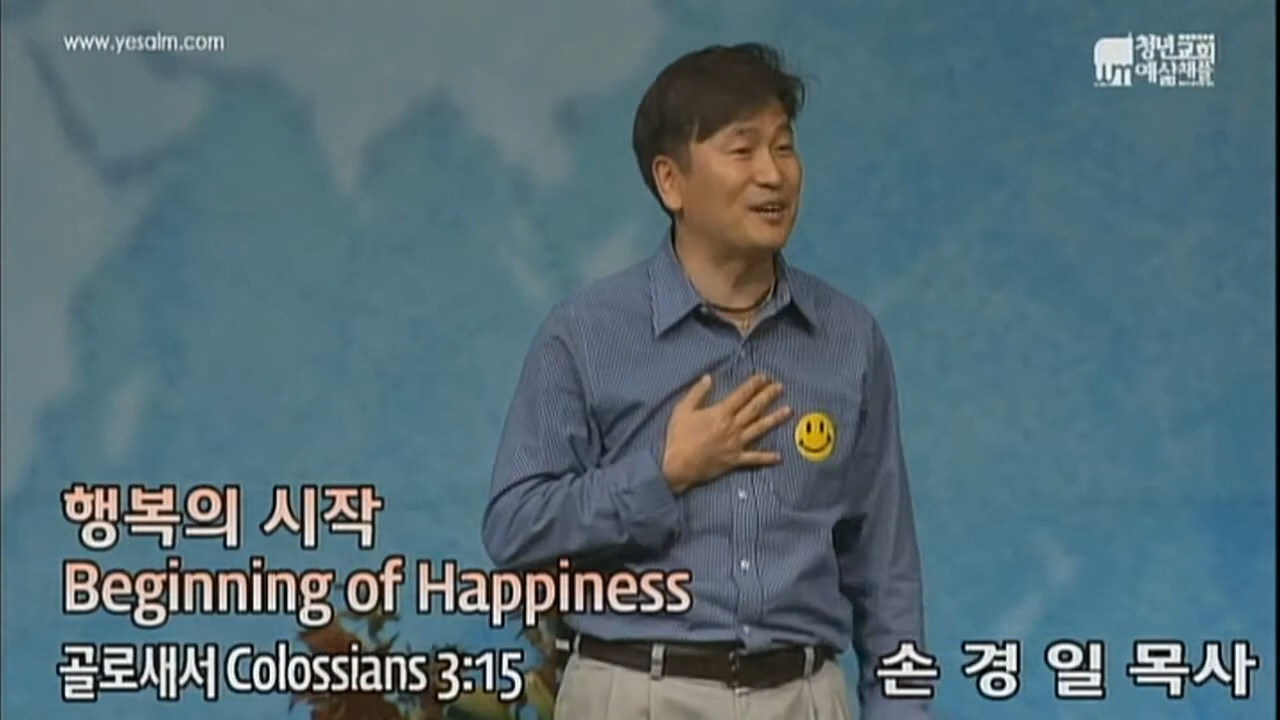 www.yesalm.com
청년교회
예삶채플
행복의 시작
Beginning of Happiness
골로새서 Colossians 3:15
손 경 일 목사